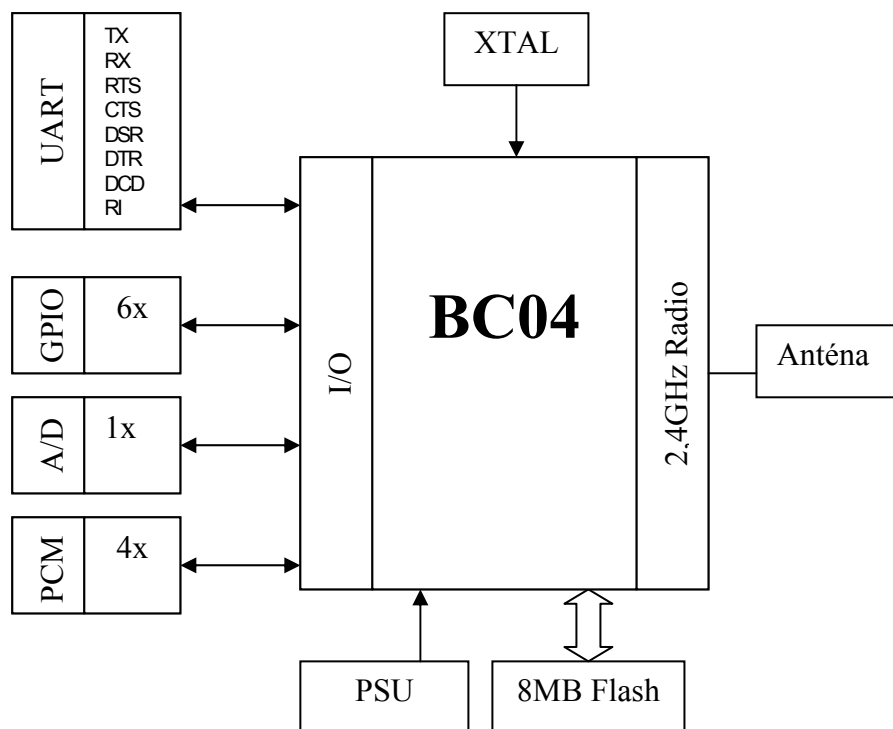 UART
TX
RX
RTS
CTS
DSR
DTR
DCD
RI
XTAL
GPIO
6x
A/D
1x
PCM
4x
I/O
BC04
2,4GHz Radio
Anténa
PSU
8MB Flash